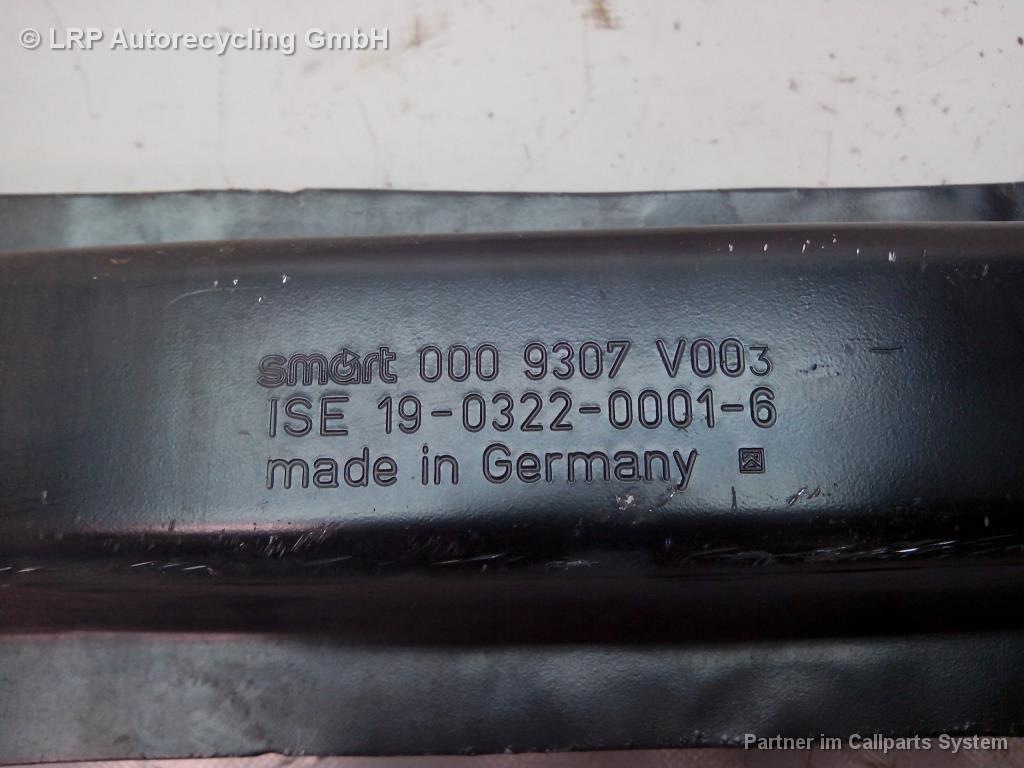 © LRP Autorecycling GmbH
smart 000 9307 V003
ISE 19-0322-0001-6
made in Germany
Partner im Callparts System